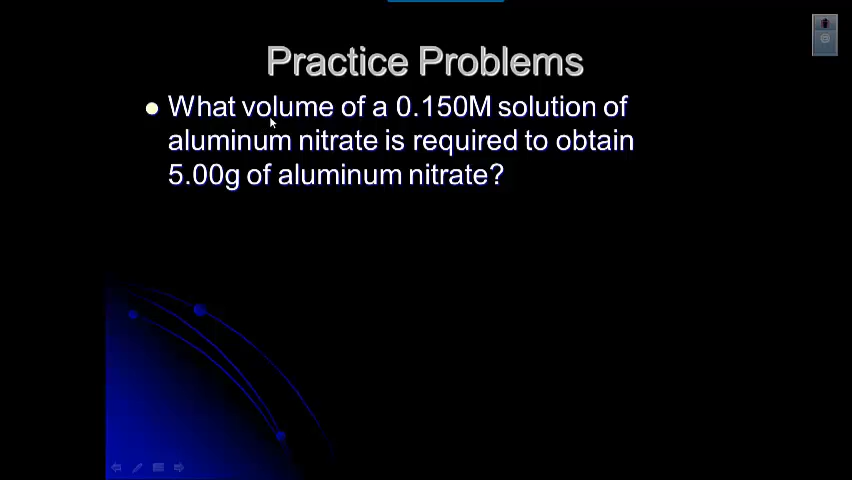 Practice Problems
What volume of a 0.150M solution of
aluminum nitrate is required to obtain
5.00g of aluminum nitrate?